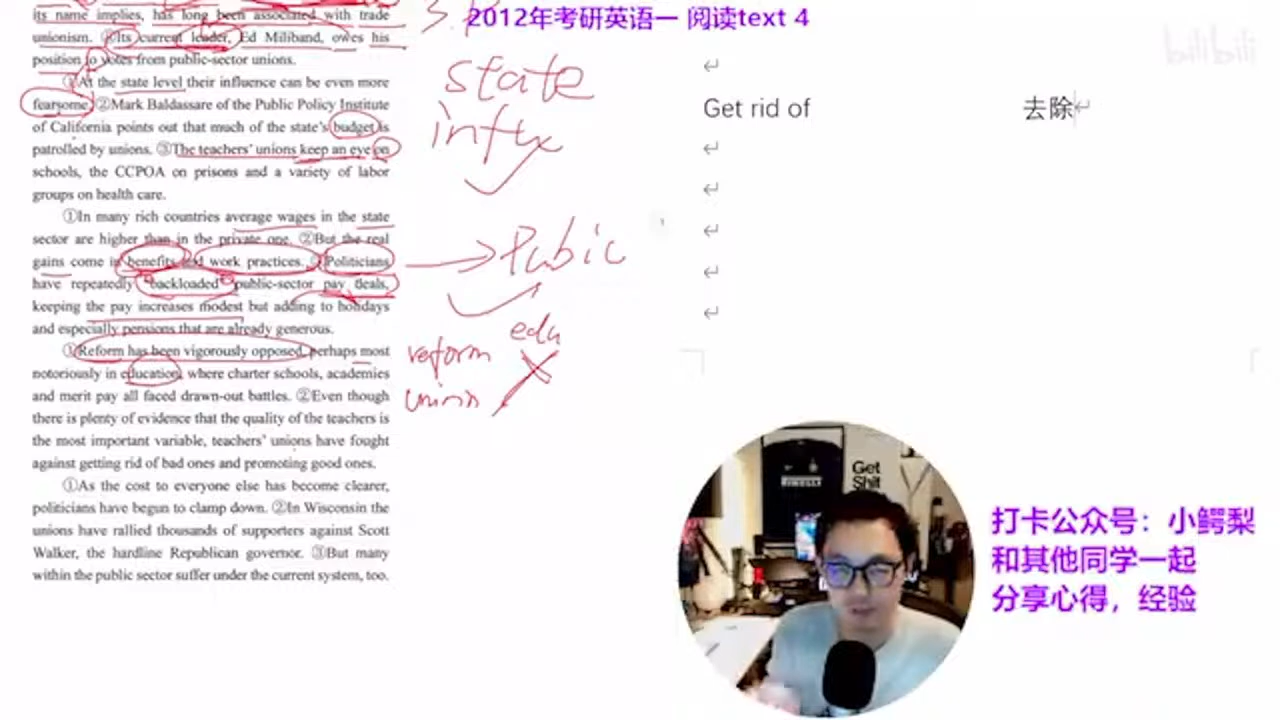 its name implies, has long been associated with trade
unionism. ②Its current leader, Ed Miliband, owes his
position to votes from public-sector unions.
①At the state level their influence can be even more
fearsome. ②Mark Baldassare of the Public Policy Institute
of California points out that much of the state's budget is
patrolled by unions. ③The teachers' unions keep an eye on
schools, the CCPOA on prisons and a variety of labor
groups on health care.
①In many rich countries average wages in the state
sector are higher than in the private one. ②But the real
gains come in benefits and work practices. ③Politicians
have repeatedly "backloaded" public-sector pay deals,
keeping the pay increases modest but adding to holidays
and especially pensions that are already generous.
①Reform has been vigorously opposed, perhaps most
notoriously in education, where charter schools, academies
and merit pay all faced drawn-out battles. ②Even though
there is plenty of evidence that the quality of the teachers is
the most important variable, teachers' unions have fought
against getting rid of bad ones and promoting good ones.
①As the cost to everyone else has become clearer,
politicians have begun to clamp down. ②In Wisconsin the
unions have rallied thousands of supporters against Scott
Walker, the hardline Republican governor. ③But many
within the public sector suffer under the current system, too.
2012年考研英语一 阅读text 4
state
Pubic
edu
reform
union
bilibili
Get rid of 去除
PIRELLI
Get
Shit
打卡公众号：小鳄梨
和其他同学一起
分享心得，经验